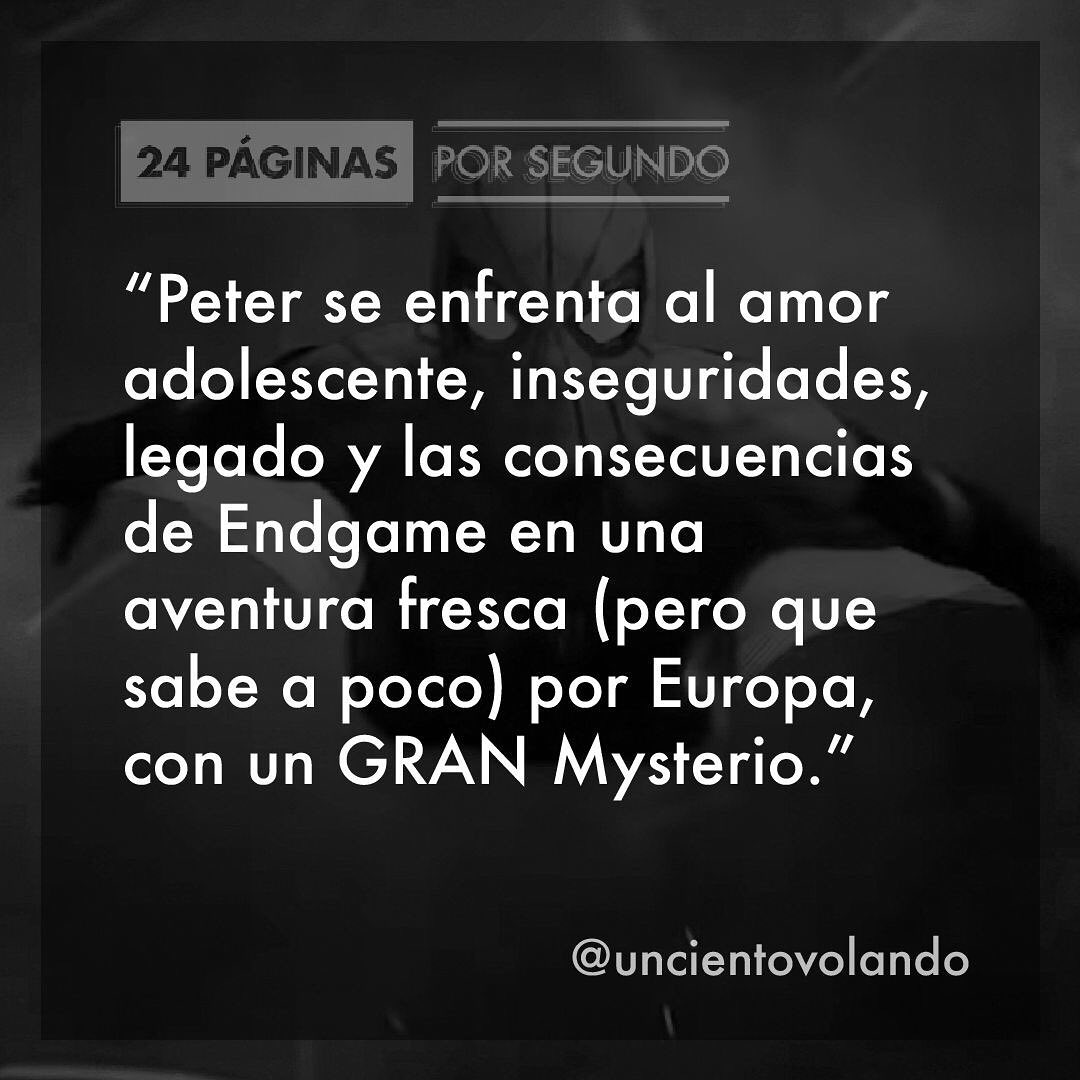 24 PÁGINAS POR SEGUNDO
“Peter se enfrenta al amor
adolescente, inseguridades,
legado y las consecuencias
de Endgame en una
aventura fresca (pero que
sabe a poco) por Europa,
con un GRAN Mysterio.”
@uncientovolando